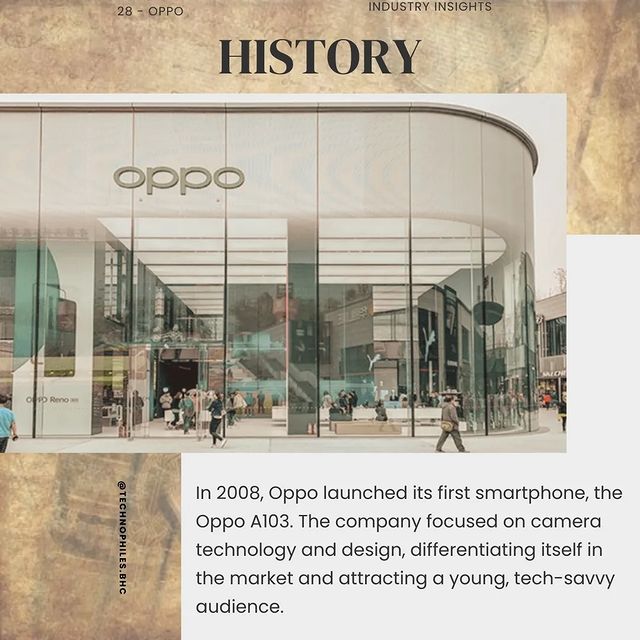 28 - OPPO
INDUSTRY INSIGHTS
HISTORY
oppo
OPPO Reno
@TECHNOPHILES.BHC
In 2008, Oppo launched its first smartphone, the
Oppo A103. The company focused on camera
technology and design, differentiating itself in
the market and attracting a young, tech-savvy
audience.